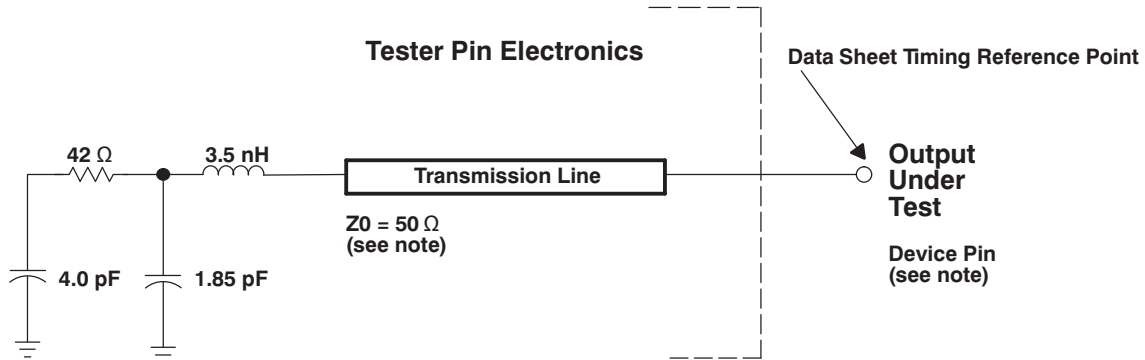 Tester Pin Electronics
Data Sheet Timing Reference Point
42 Ω
3.5 nH
Transmission Line
Output
Under
Test
Z0 = 50 Ω
(see note)
Device Pin
(see note)
4.0 pF
1.85 pF